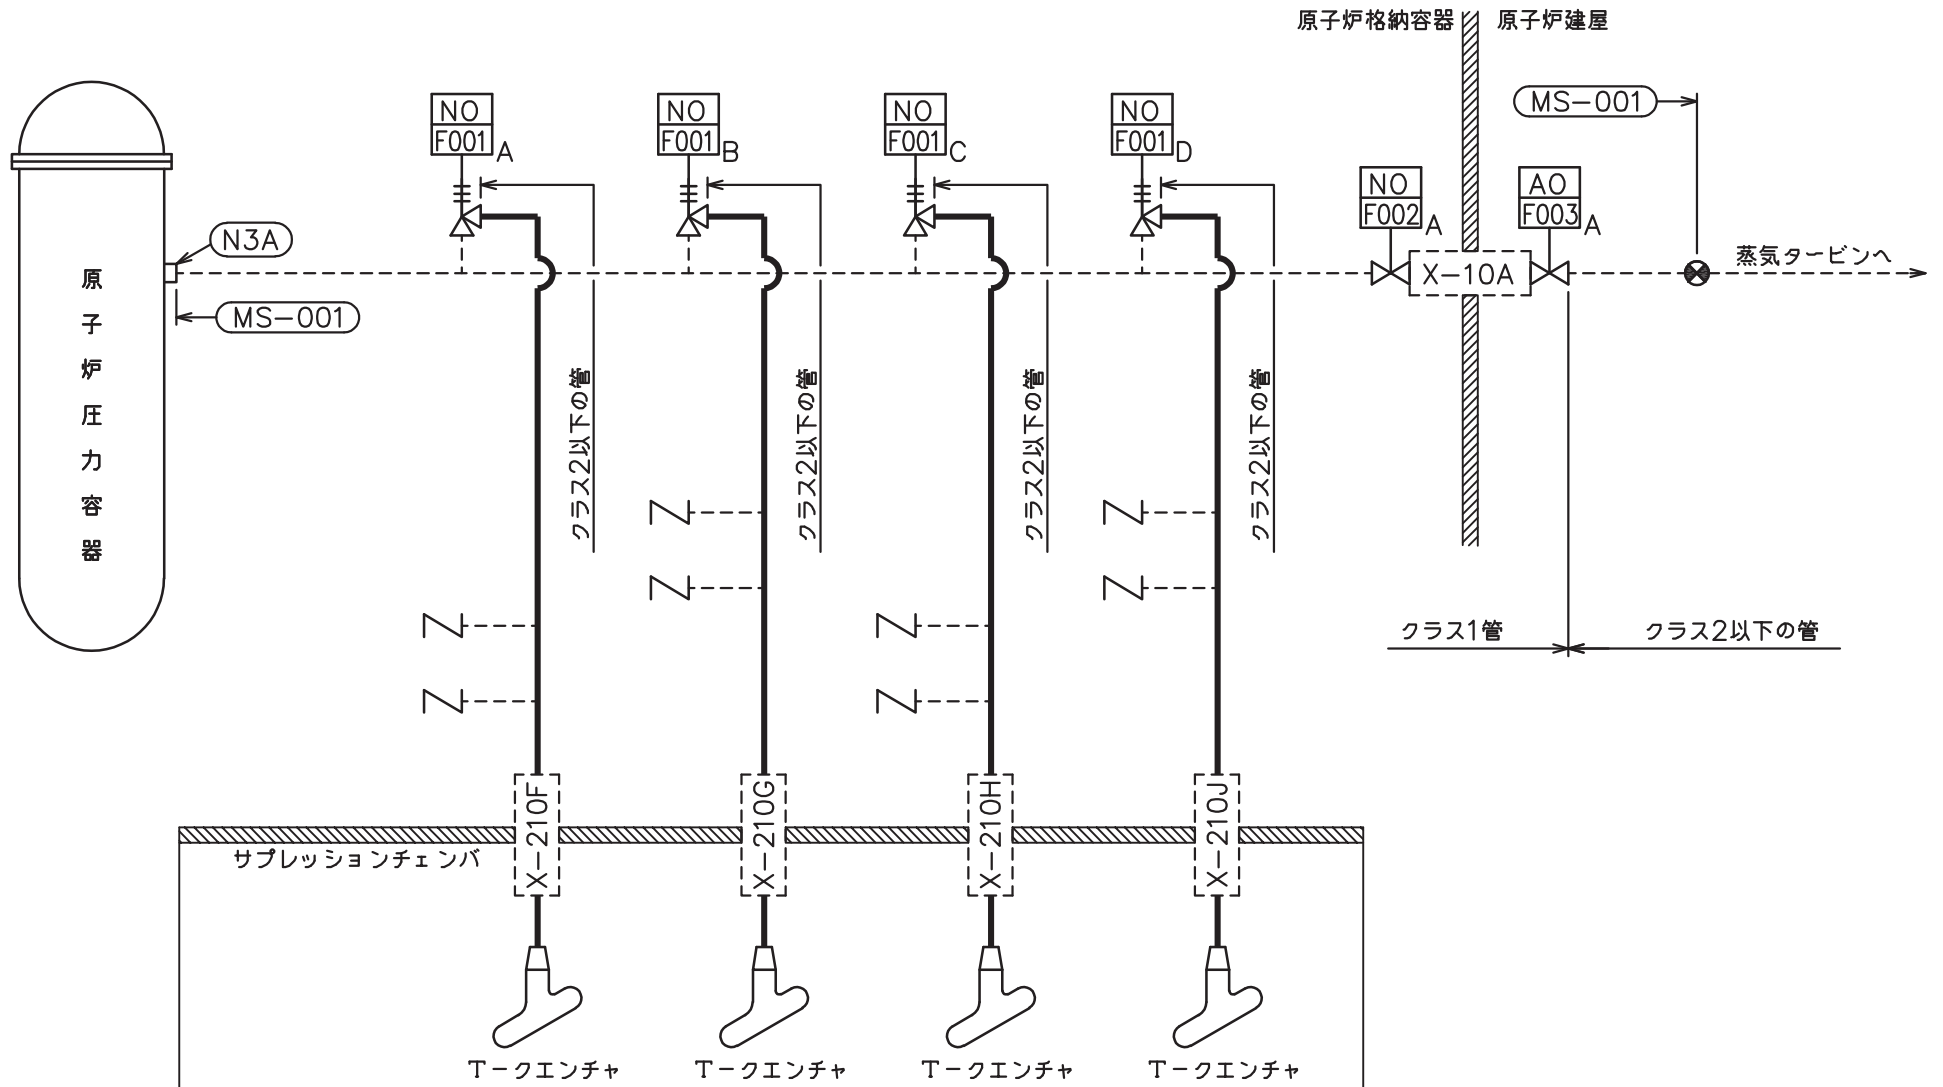 原子炉格納容器
原子炉建屋
NO
F001 A
NO
F001 B
NO
F001 C
NO
F001 D
MS-001
NO
F002 A
AO
F003 A
N3A
X-10A
蒸気タービンへ
MS-001
原子炉圧力容器
クラス2以下の管
クラス2以下の管
クラス2以下の管
クラス2以下の管
クラス1管
クラス2以下の管
X-210F
X-210G
X-210H
X-210J
サプレッションチェンバ
T-クエンチャ
T-クエンチャ
T-クエンチャ
T-クエンチャ